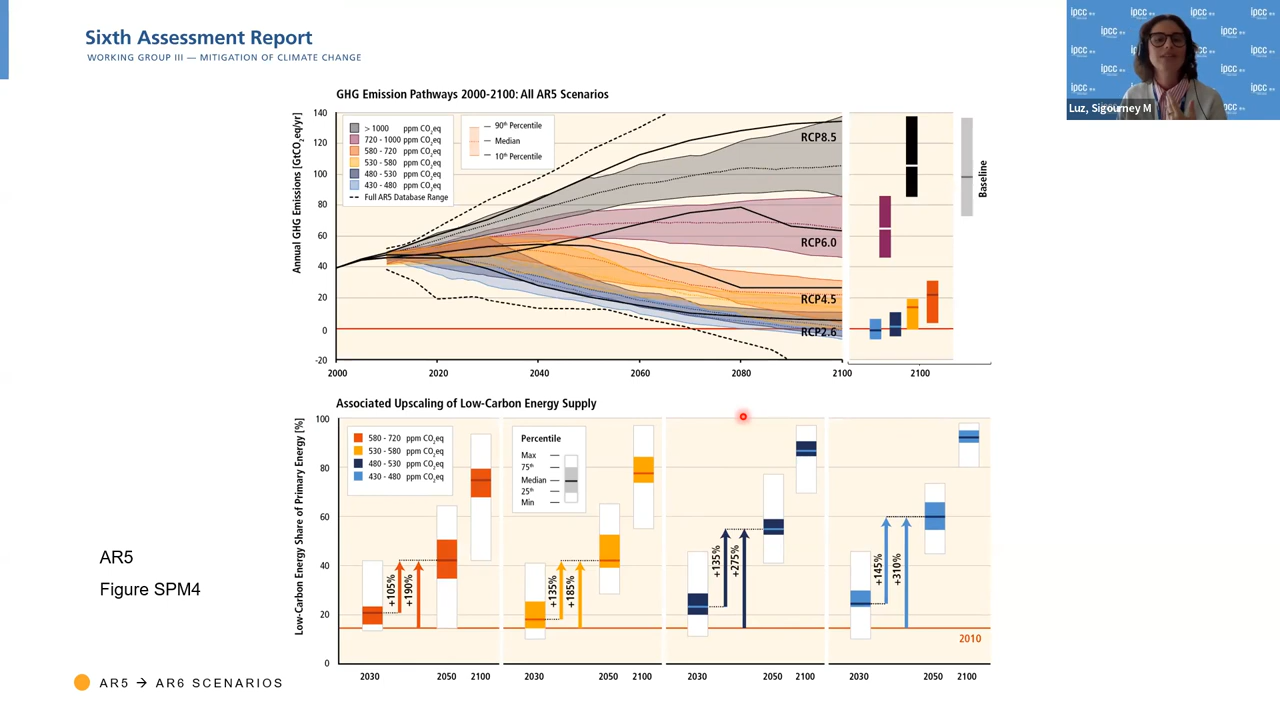 Sixth Assessment Report
WORKING GROUP III — MITIGATION OF CLIMATE CHANGE
ipcc
Luz, Sigourney M
GHG Emission Pathways 2000-2100: All AR5 Scenarios
Annual GHG Emissions [GtCO2eq/yr]
140
120
100
80
60
40
20
0
-20
> 1000 ppm CO2eq
720 - 1000 ppm CO2eq
580 - 720 ppm CO2eq
530 - 580 ppm CO2eq
480 - 530 ppm CO2eq
430 - 480 ppm CO2eq
Full AR5 Database Range
90th Percentile
Median
10th Percentile
RCP8.5
RCP6.0
RCP4.5
RCP2.6
Baseline
2000
2020
2040
2060
2080
2100
2100
Associated Upscaling of Low-Carbon Energy Supply
Low-Carbon Energy Share of Primary Energy [%]
100
80
60
40
20
0
580 - 720 ppm CO2eq
530 - 580 ppm CO2eq
480 - 530 ppm CO2eq
430 - 480 ppm CO2eq
Percentile
Max
75th
Median
25th
Min
+105%
+190%
+135%
+185%
+135%
+275%
+145%
+310%
2010
2030
2050
2100
2030
2050
2100
2030
2050
2100
2030
2050
2100
AR5
Figure SPM4
AR5 → AR6 SCENARIOS